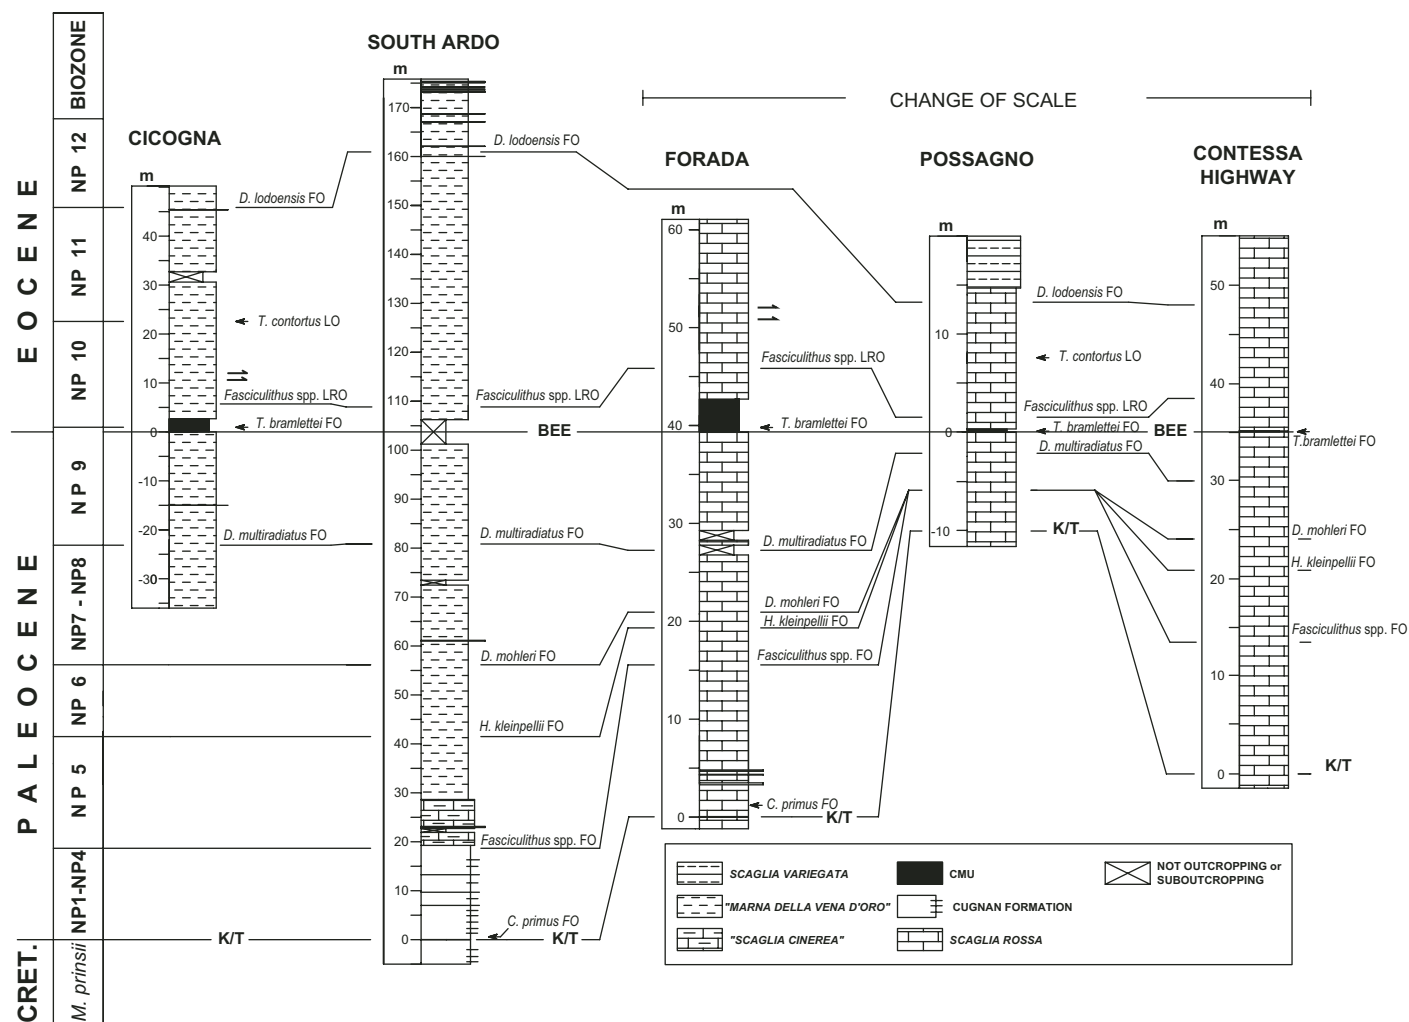 EOCENE
PALEOCENE
CRET.
BIOZONE
NP 12
NP 11
NP 10
NP 9
NP7 - NP8
NP 6
NP 5
NP1-NP4
M. prinsii
CICOGNA
m
40
30
20
10
0
-10
-20
-30
D. lodoensis FO
T. contortus LO
Fasciculithus spp. LRO
T. bramlettei FO
D. multiradiatus FO
K/T
SOUTH ARDO
m
170
160
150
140
130
120
110
100
90
80
70
60
50
40
30
20
10
0
D. lodoensis FO
Fasciculithus spp. LRO
BEE
D. multiradiatus FO
D. mohleri FO
H. kleinpellii FO
Fasciculithus spp. FO
C. primus FO
K/T
CHANGE OF SCALE
FORADA
m
60
50
40
30
20
10
0
Fasciculithus spp. LRO
T. bramlettei FO
D. multiradiatus FO
D. mohleri FO
H. kleinpellii FO
Fasciculithus spp. FO
C. primus FO
K/T
POSSAGNO
m
10
0
-10
D. lodoensis FO
T. contortus LO
Fasciculithus spp. LRO
T. bramlettei FO
BEE
D. multiradiatus FO
K/T
CONTESSA
HIGHWAY
m
50
40
30
20
10
0
T.bramlettei FO
D. mohleri FO
H. kleinpellii FO
Fasciculithus spp. FO
K/T
SCAGLIA VARIEGATA
"MARNA DELLA VENA D'ORO"
"SCAGLIA CINEREA"
CMU
CUGNAN FORMATION
SCAGLIA ROSSA
NOT OUTCROPPING or
SUBOUTCROPPING